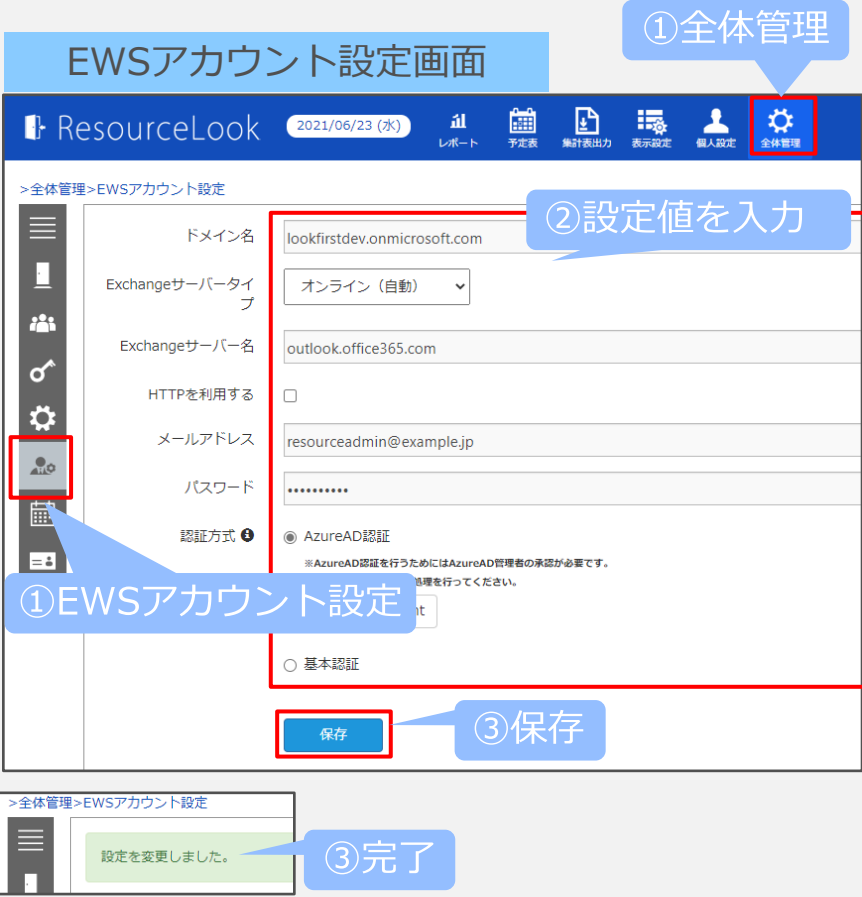 ①全体管理
EWSアカウント設定画面
ResourceLook
2021/06/23 (水)
レポート
予定表
集計表出力
表示設定
個人設定
全体管理
>全体管理>EWSアカウント設定
②設定値を入力
ドメイン名
lookfirstdev.onmicrosoft.com
Exchangeサーバータイ
プ
オンライン（自動）
Exchangeサーバー名
outlook.office365.com
HTTPを利用する
メールアドレス
resourceadmin@example.jp
パスワード
••••••••••
認証方式
AzureAD認証
※AzureAD認証を行うためにはAzureAD管理者の承認が必要です。
処理を行ってください。
①EWSアカウント設定
基本認証
保存
③保存
>全体管理>EWSアカウント設定
設定を変更しました。
③完了